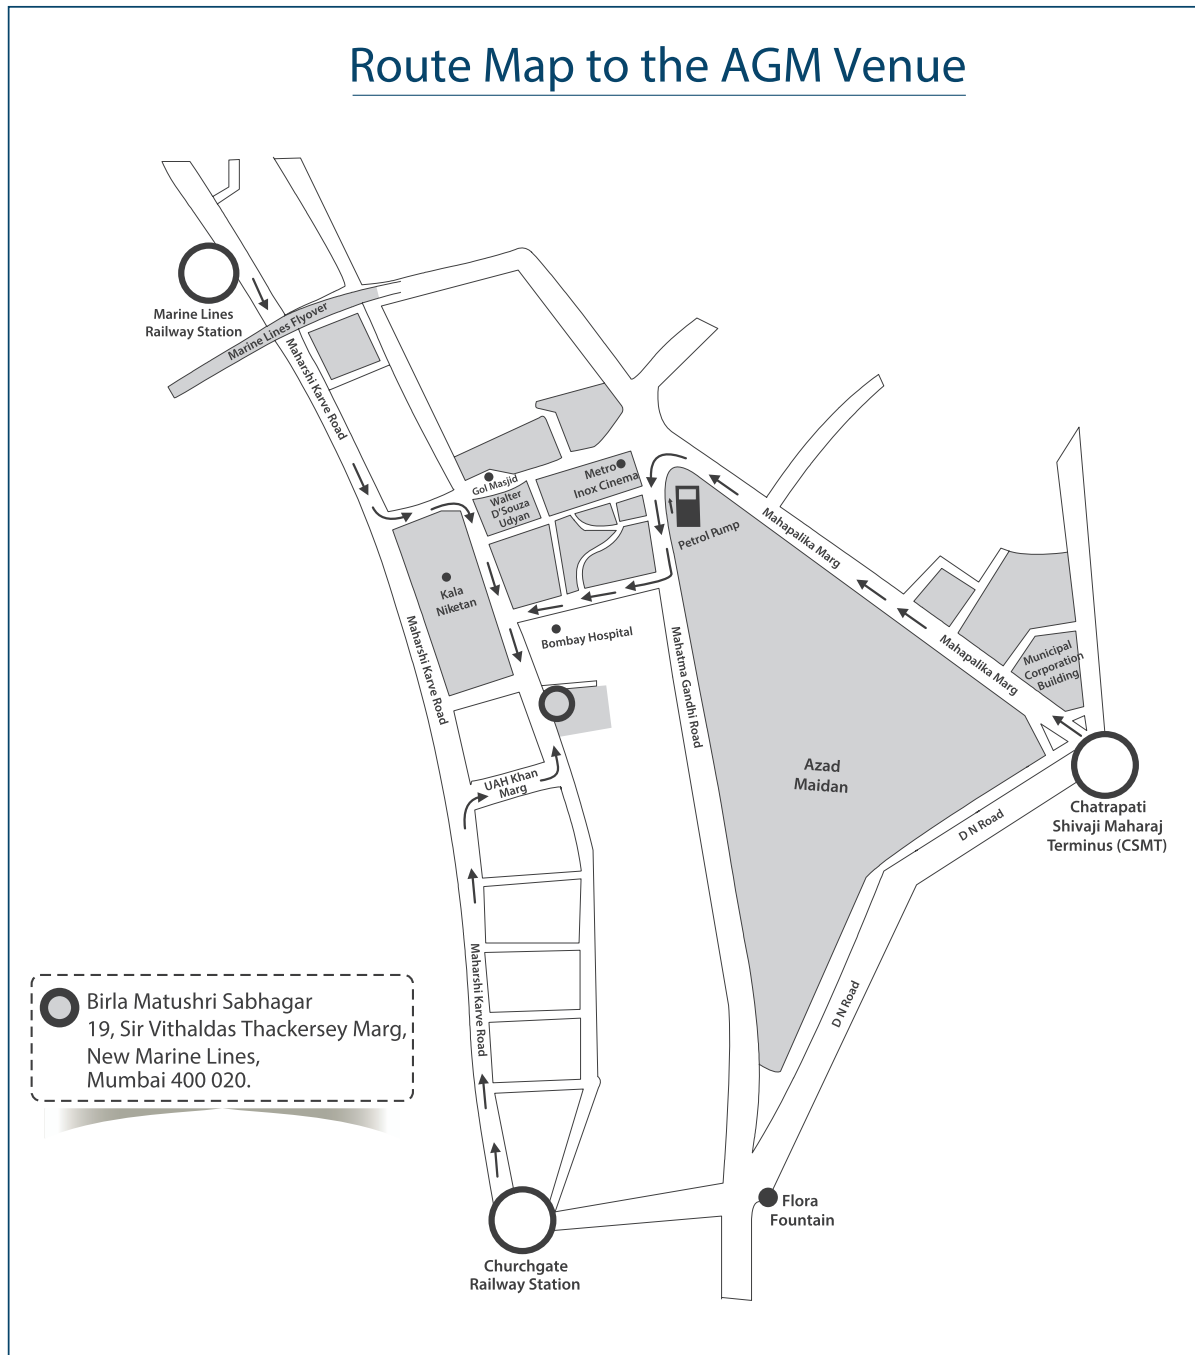 Route Map to the AGM Venue
Marine Lines
Railway Station
Marine Lines Flyover
Maharshi Karve Road
Gol Masjid
Walter
D'Souza
Udyan
Metro
Inox Cinema
Petrol Pump
Mahapalika Marg
Kala
Niketan
Bombay Hospital
Maharshi Karve Road
Mahatma Gandhi Road
Mahapalika Marg
Municipal
Corporation
Building
UAH Khan
Marg
Azad
Maidan
D N Road
Chatrapati
Shivaji Maharaj
Terminus (CSMT)
Maharshi Karve Road
D N Road
Birla Matushri Sabhagar
19, Sir Vithaldas Thackersey Marg,
New Marine Lines,
Mumbai 400 020.
Flora
Fountain
Churchgate
Railway Station